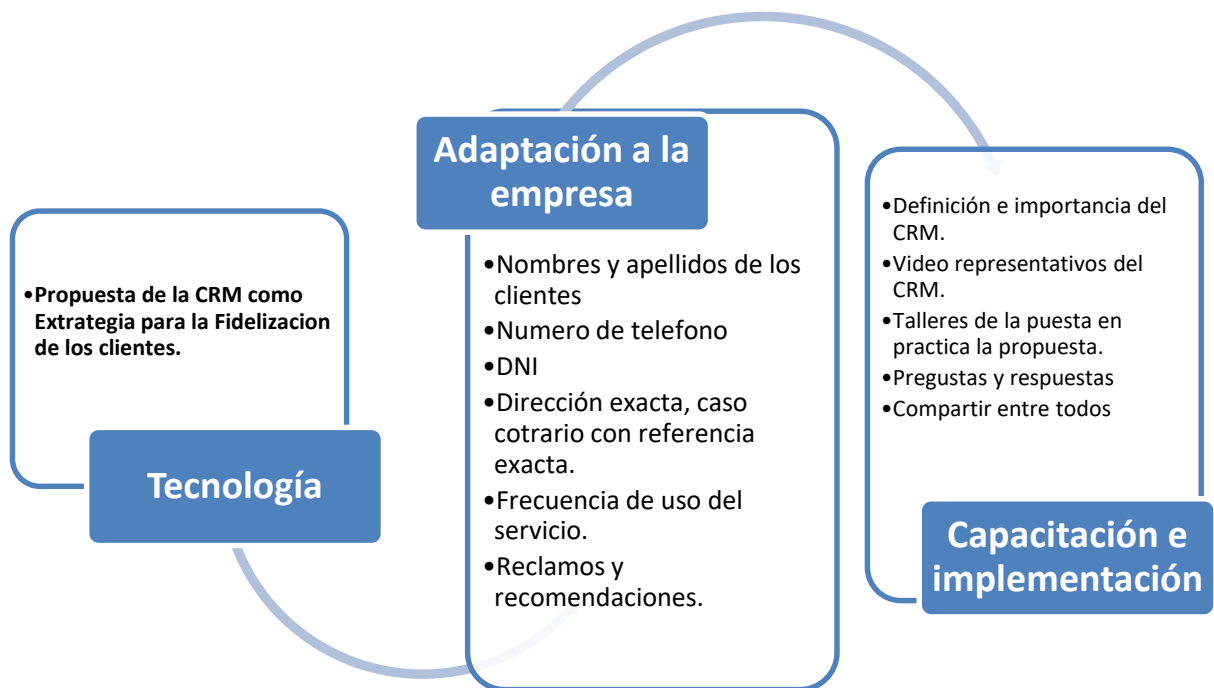 •Propuesta de la CRM como
Extrategia para la Fidelizacion
de los clientes.
Tecnología
Adaptación a la
empresa
•Nombres y apellidos de los
clientes
•Numero de telefono
•DNI
•Dirección exacta, caso
cotrario con referencia
exacta.
•Frecuencia de uso del
servicio.
•Reclamos y
recomendaciones.
•Definición e importancia del
CRM.
•Video representativos del
CRM.
•Talleres de la puesta en
practica la propuesta.
•Pregustas y respuestas
•Compartir entre todos
Capacitación e
implementación